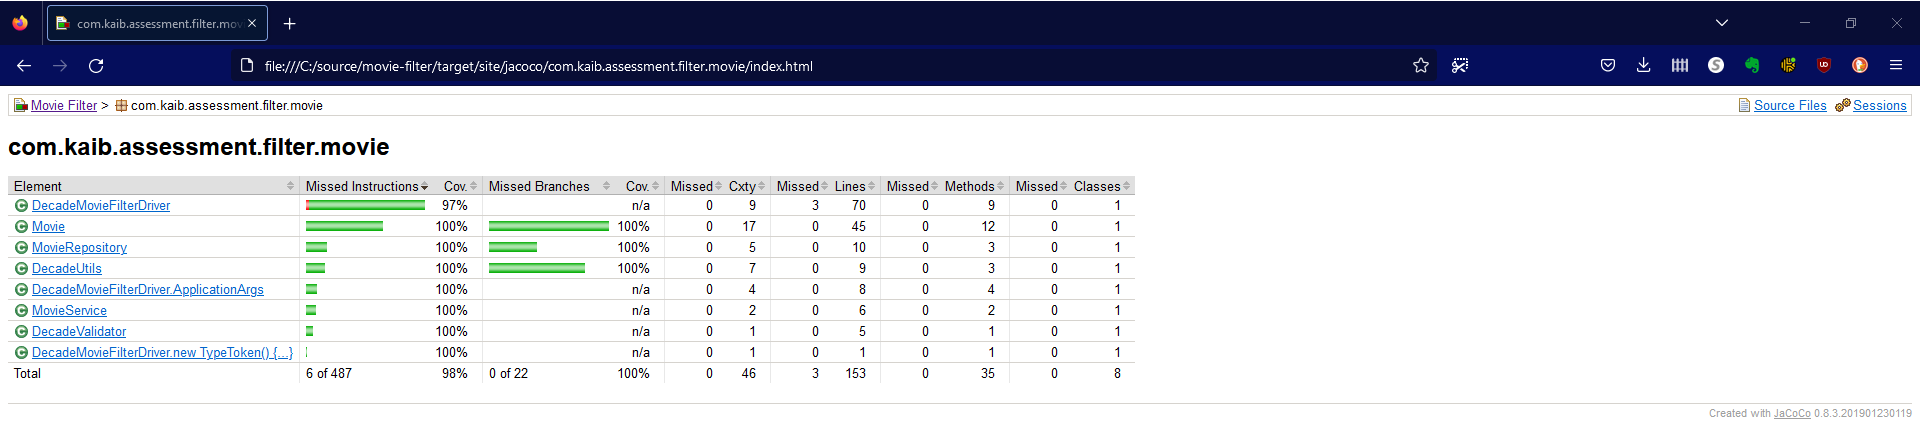 com.kaib.assessment.filter.mov
file:///C:/source/movie-filter/target/site/jacoco/com.kaib.assessment.filter.movie/index.html
Movie Filter > com.kaib.assessment.filter.movie Source Files Sessions
com.kaib.assessment.filter.movie
Element Missed Instructions Cov. Missed Branches Cov. Missed Cxty Missed Lines Missed Methods Missed Classes
DecadeMovieFilterDriver 97% n/a 0 9 3 70 0 9 0 1
Movie 100% 100% 0 17 0 45 0 12 0 1
MovieRepository 100% 100% 0 5 0 10 0 3 0 1
DecadeUtils 100% 100% 0 7 0 9 0 3 0 1
DecadeMovieFilterDriver.ApplicationArgs 100% n/a 0 4 0 8 0 4 0 1
MovieService 100% n/a 0 2 0 6 0 2 0 1
DecadeValidator 100% n/a 0 1 0 5 0 1 0 1
DecadeMovieFilterDriver.new TypeToken() {...} 100% n/a 0 1 0 1 0 1 0 1
Total 6 of 487 98% 0 of 22 100% 0 46 3 153 0 35 0 8
Created with JaCoCo 0.8.3.201901230119